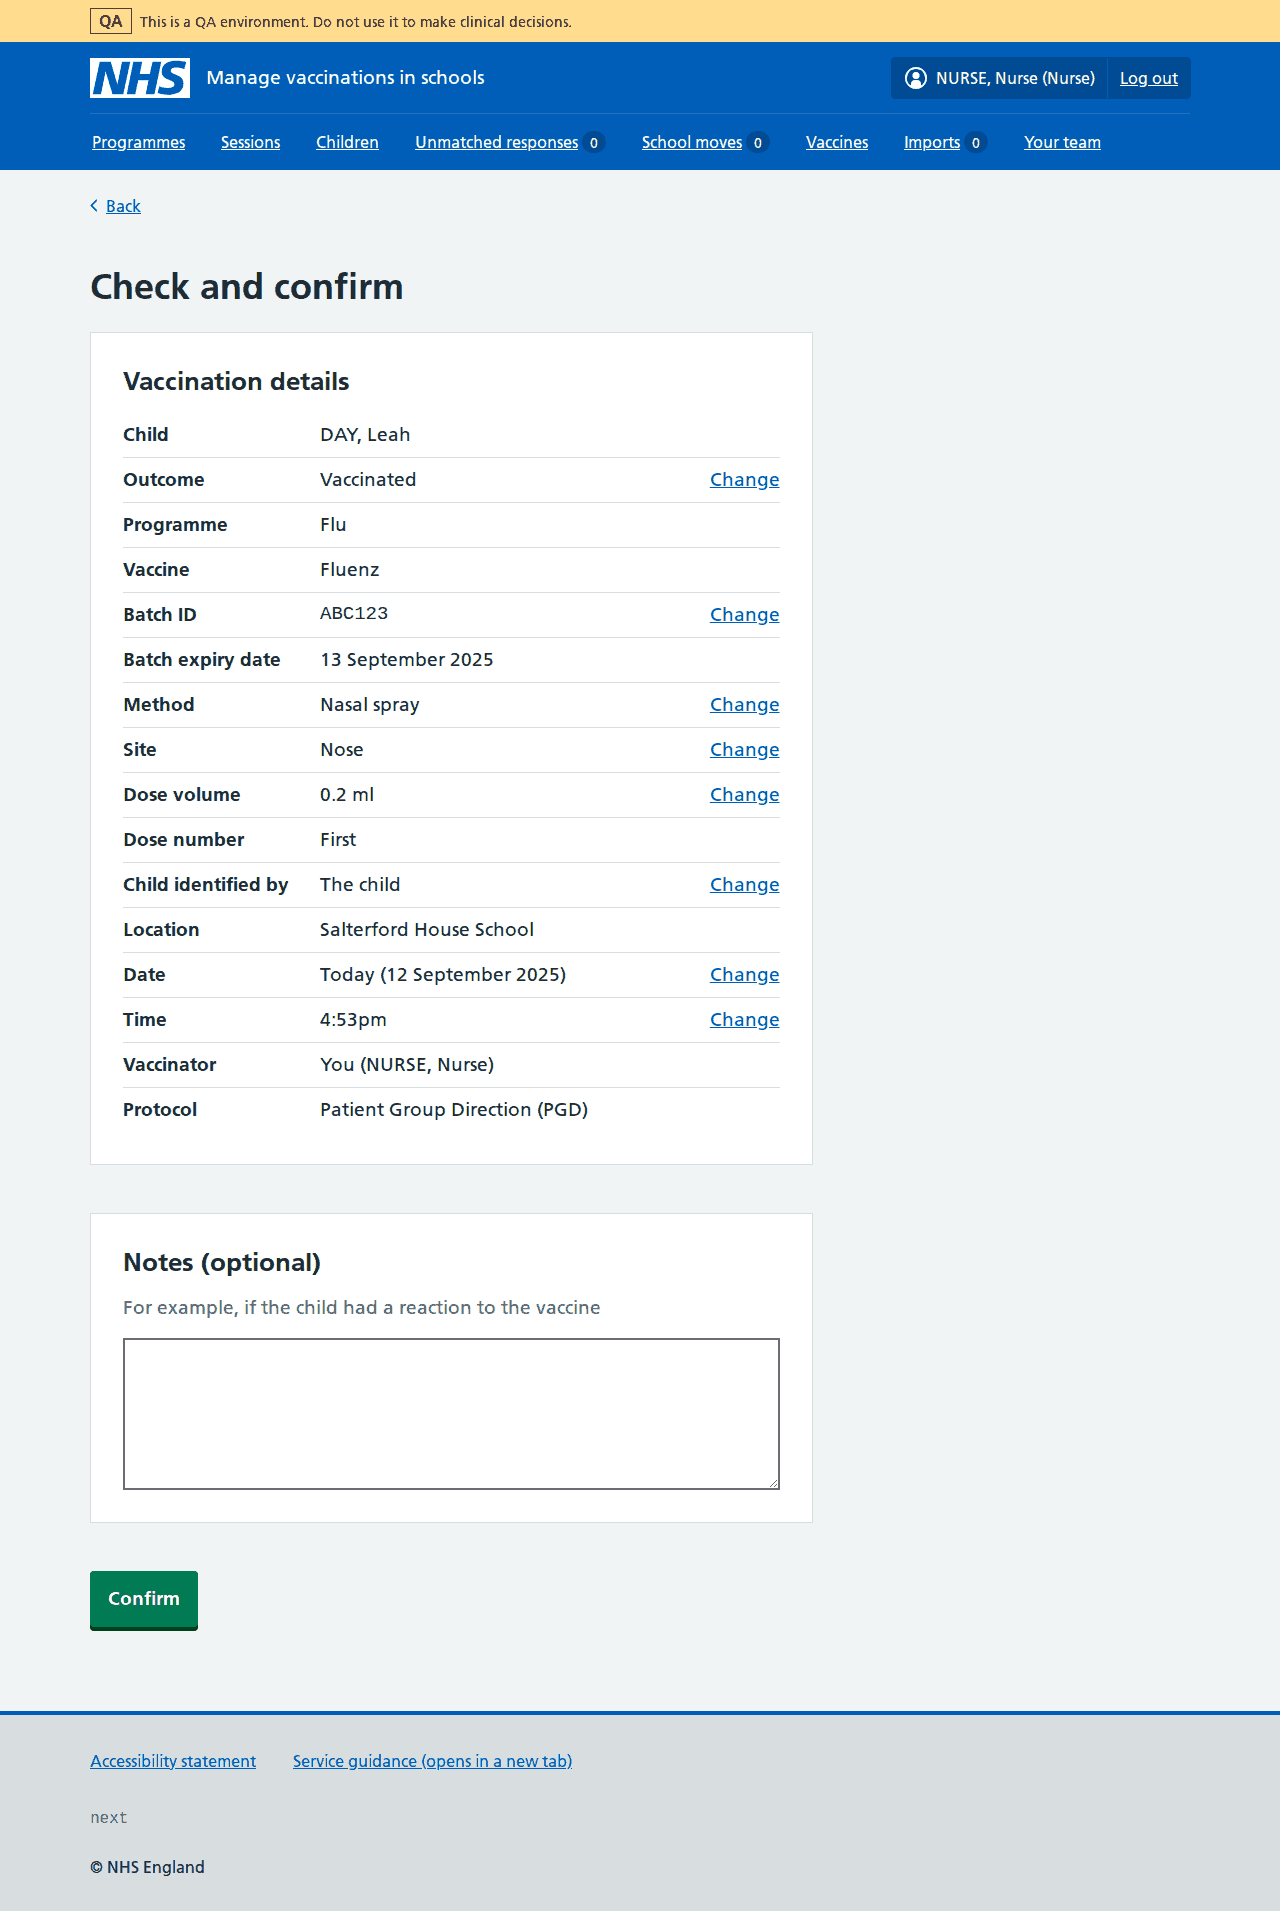 QA This is a QA environment. Do not use it to make clinical decisions.
NHS Manage vaccinations in schools NURSE, Nurse (Nurse) Log out
Programmes Sessions Children Unmatched responses 0 School moves 0 Vaccines Imports 0 Your team
Back
Check and confirm
Vaccination details
Child DAY, Leah
Outcome Vaccinated Change
Programme Flu
Vaccine Fluenz
Batch ID ABC123 Change
Batch expiry date 13 September 2025
Method Nasal spray Change
Site Nose Change
Dose volume 0.2 ml Change
Dose number First
Child identified by The child Change
Location Salterford House School
Date Today (12 September 2025) Change
Time 4:53pm Change
Vaccinator You (NURSE, Nurse)
Protocol Patient Group Direction (PGD)
Notes (optional)
For example, if the child had a reaction to the vaccine
Confirm
Accessibility statement Service guidance (opens in a new tab)
next
© NHS England